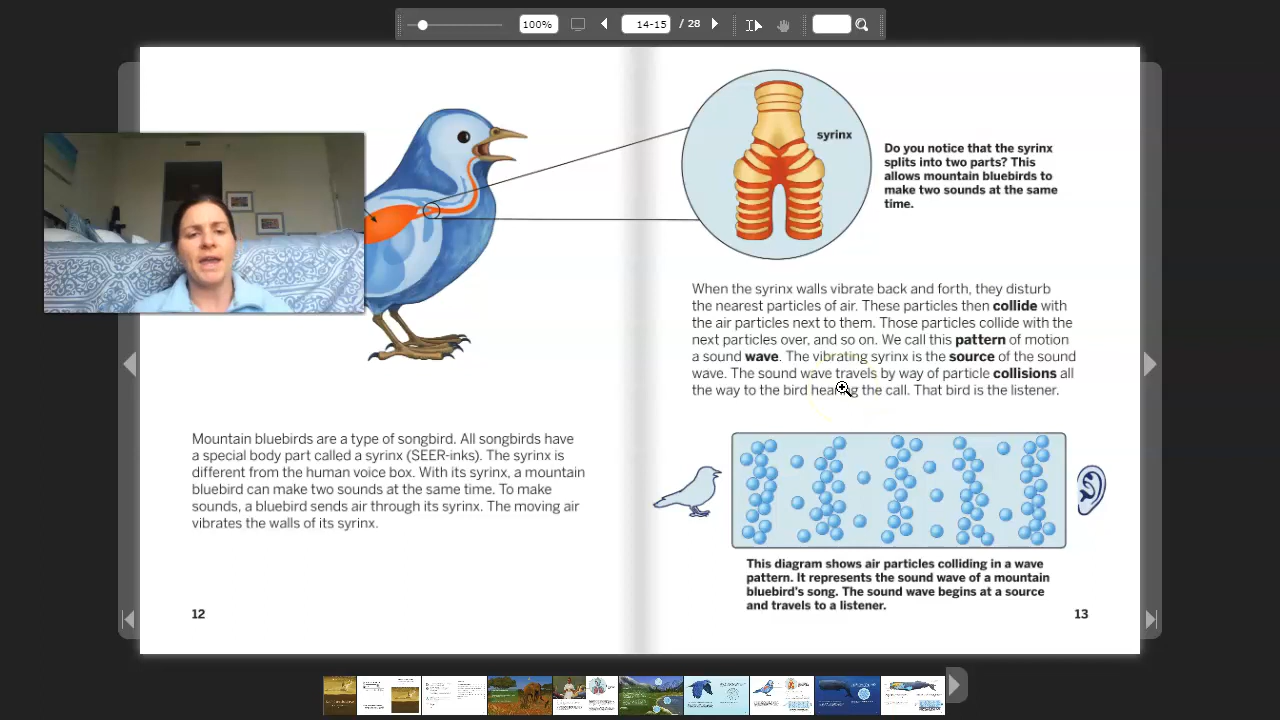 100%
14-15 / 28
syrinx
Do you notice that the syrinx
splits into two parts? This
allows mountain bluebirds to
make two sounds at the same
time.
When the syrinx walls vibrate back and forth, they disturb
the nearest particles of air. These particles then collide with
the air particles next to them. Those particles collide with the
next particles over, and so on. We call this pattern of motion
a sound wave. The vibrating syrinx is the source of the sound
wave. The sound wave travels by way of particle collisions all
the way to the bird hearing the call. That bird is the listener.
Mountain bluebirds are a type of songbird. All songbirds have
a special body part called a syrinx (SEER-inks). The syrinx is
different from the human voice box. With its syrinx, a mountain
bluebird can make two sounds at the same time. To make
sounds, a bluebird sends air through its syrinx. The moving air
vibrates the walls of its syrinx.
This diagram shows air particles colliding in a wave
pattern. It represents the sound wave of a mountain
bluebird's song. The sound wave begins at a source
and travels to a listener.
12
13